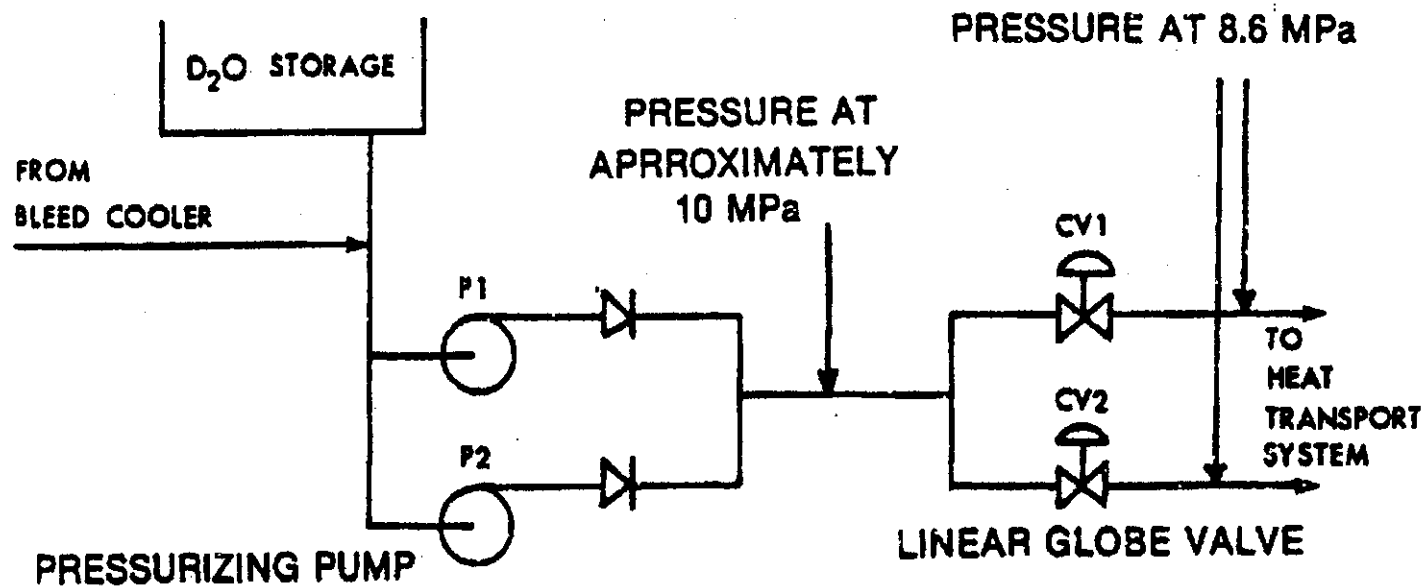 D₂O STORAGE
FROM
BLEED COOLER
PRESSURE AT
APRROXIMATELY
10 MPa
PRESSURE AT 8.6 MPa
P1
P2
CV1
CV2
TO
HEAT
TRANSPORT
SYSTEM
PRESSURIZING PUMP
LINEAR GLOBE VALVE